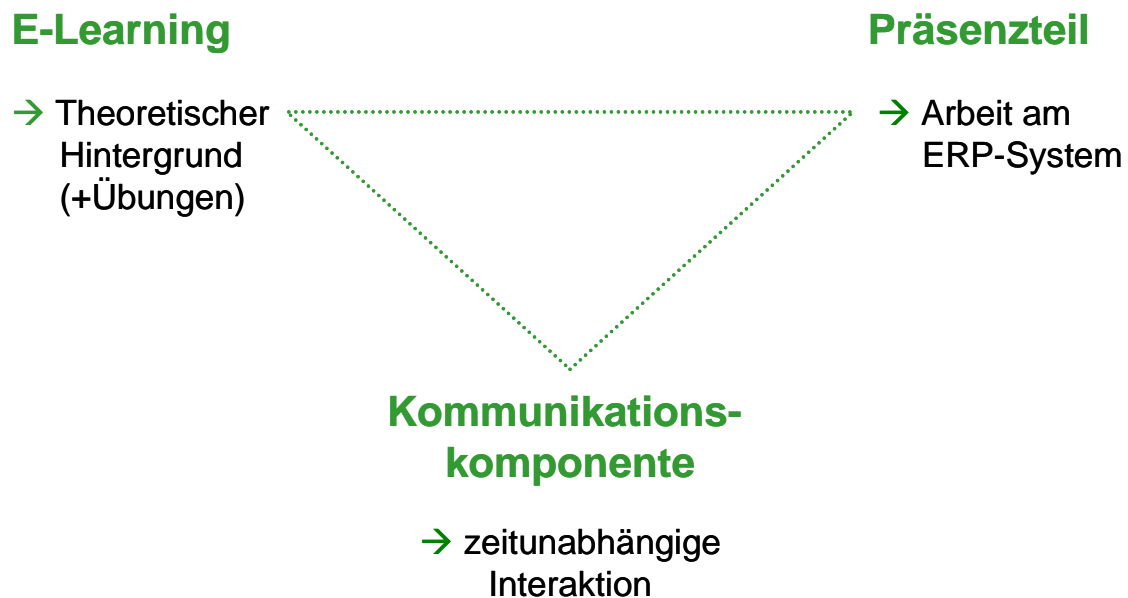 E-Learning
Präsenzteil
→ Theoretischer
Hintergrund
(+Übungen)
→ Arbeit am
ERP-System
Kommunikations-
komponente
→ zeitunabhängige
Interaktion